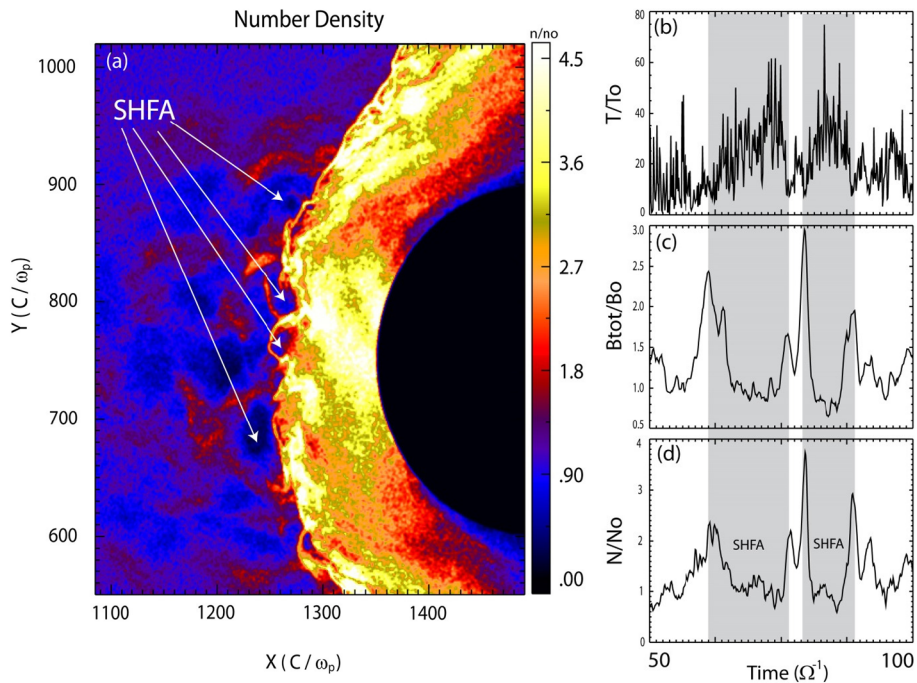 Number Density
n/no
(a)
SHFA
1000
900
800
700
600
Y ( C / ωp )
1100
1200
1300
1400
X ( C / ωp )
4.5
3.6
2.7
1.8
.90
.00
(b)
T/To
80
60
40
20
0
(c)
Btot/Bo
3.0
2.5
2.0
1.5
1.0
0.5
(d)
N/No
4
3
2
1
0
SHFA
SHFA
50
80
100
Time (Ω⁻¹)